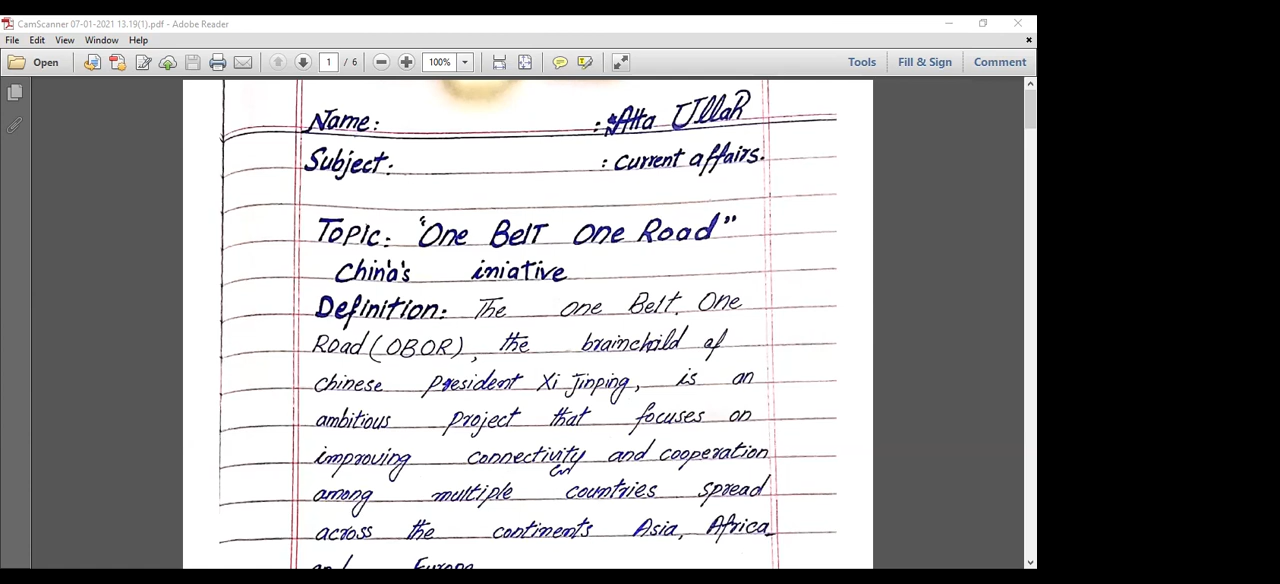 CamScanner 07-01-2021 13.19(1).pdf - Adobe Reader
File Edit View Window Help
Open 1 / 6 100% Tools Fill & Sign Comment
Name: : Atta Ullah
Subject: : current affairs.
Topic: "One Belt One Road"
China's iniative
Definition: The one Belt. One
Road (OBOR), the brainchild of
chinese president Xi Jinping, is an
ambitious project that focuses on
improving connectivity and cooperation
among multiple countries spread
across the continents Asia, Africa
and Europe